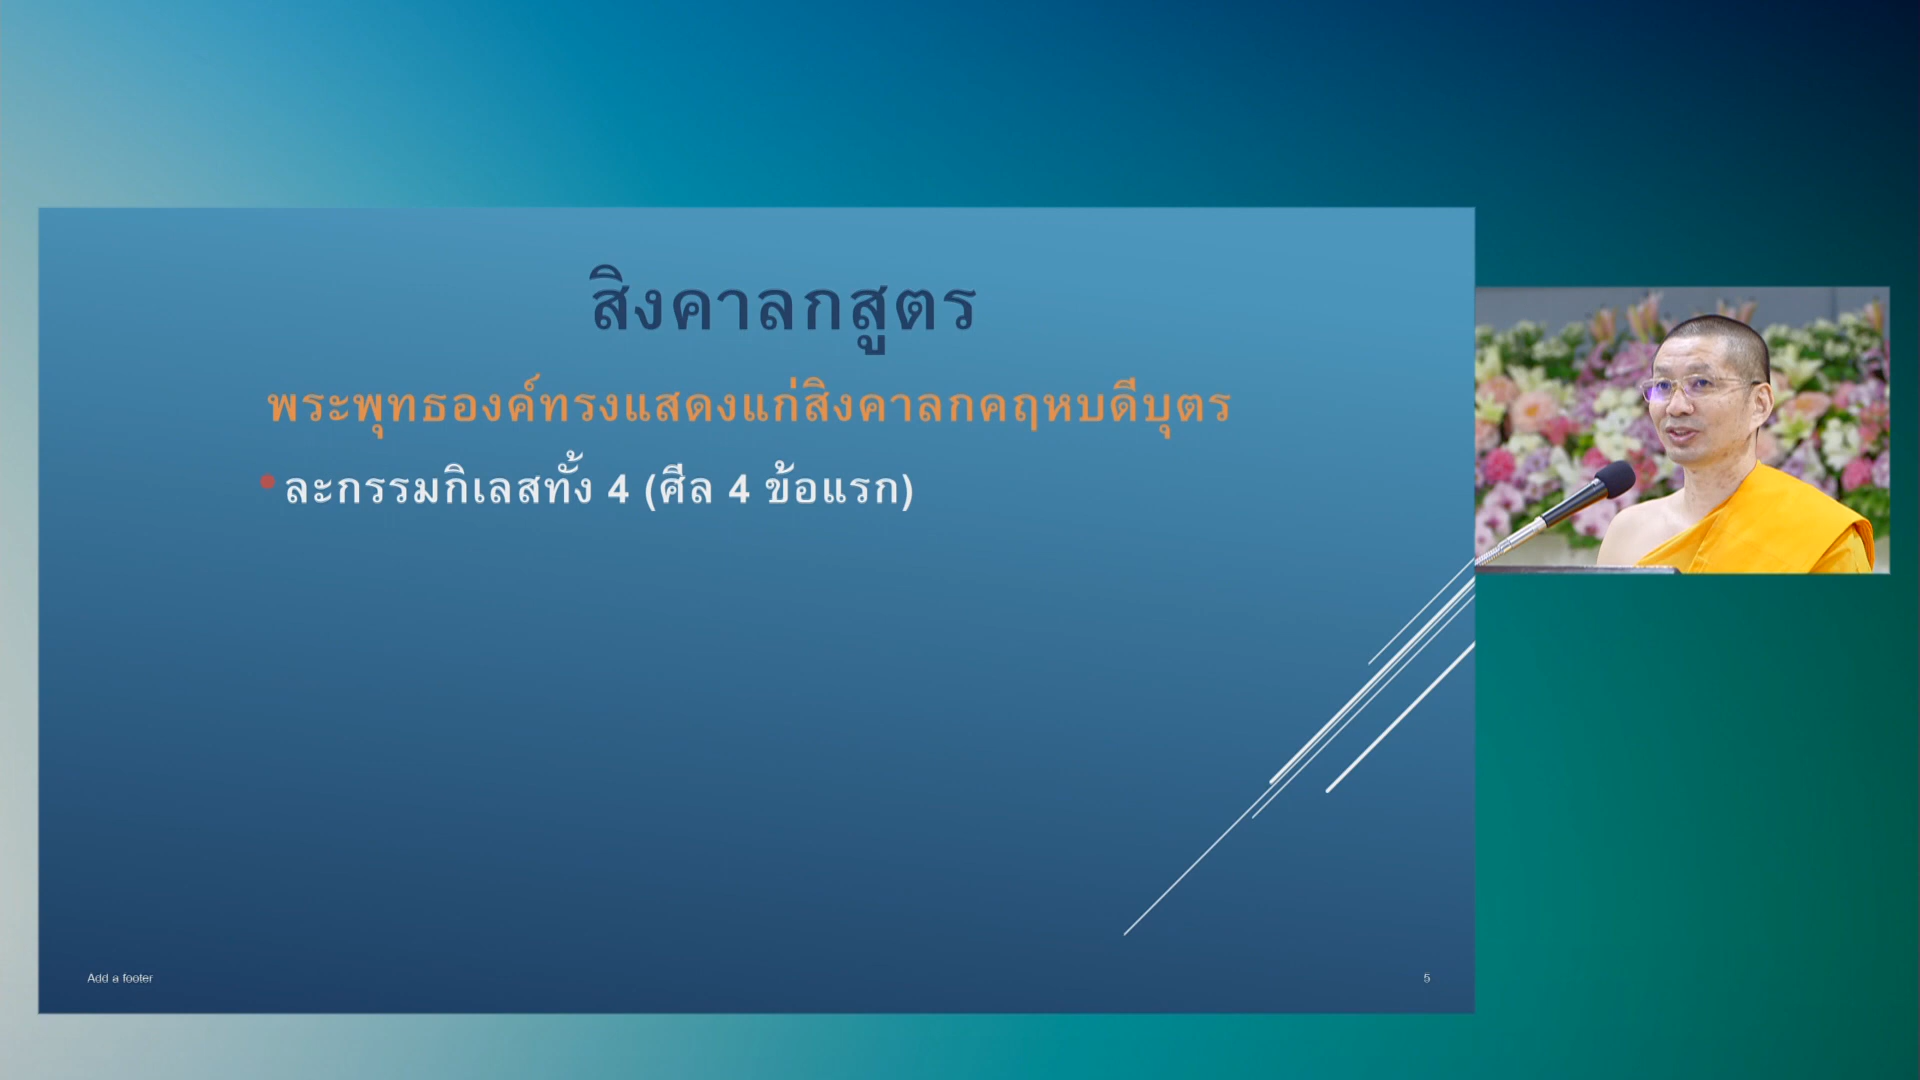 สิงคาลกสูตร
พระพุทธองค์ทรงแสดงแก่สิงคาลกคฤหบดีบุตร
• ละกรรมกิเลสทั้ง 4 (ศีล 4 ข้อแรก)
Add a footer
5